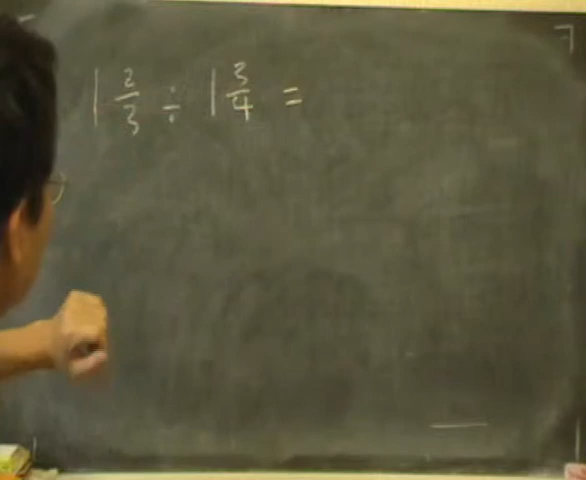 1 2/3 ÷ 1 3/4 =